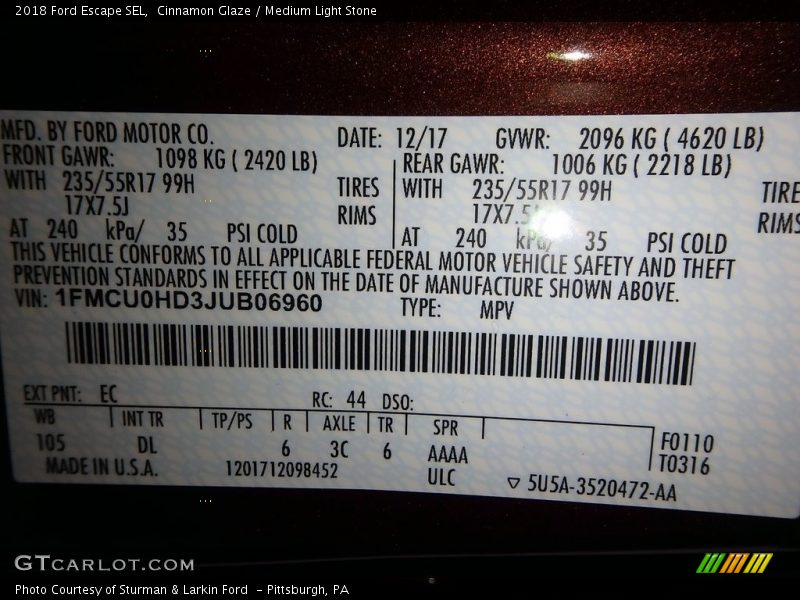 2018 Ford Escape SEL,  Cinnamon Glaze / Medium Light Stone
MFD. BY FORD MOTOR CO. DATE: 12/17 GVWR: 2096 KG ( 4620 LB)
FRONT GAWR: 1098 KG ( 2420 LB) REAR GAWR: 1006 KG ( 2218 LB)
WITH 235/55R17 99H TIRES WITH 235/55R17 99H TIRE
17X7.5J RIMS 17X7.5J RIMS
AT 240 kPa/ 35 PSI COLD AT 240 kPa/ 35 PSI COLD
THIS VEHICLE CONFORMS TO ALL APPLICABLE FEDERAL MOTOR VEHICLE SAFETY AND THEFT
PREVENTION STANDARDS IN EFFECT ON THE DATE OF MANUFACTURE SHOWN ABOVE.
VIN: 1FMCU0HD3JUB06960 TYPE: MPV
EXT PNT: EC RC: 44 DSO:
WB INT TR TP/PS R AXLE TR SPR
105 DL 6 3C 6 AAAA F0110
MADE IN U.S.A. 1201712098452 ULC T0316
▽ 5U5A-3520472-AA
GTCARLOT.COM
Photo Courtesy of Sturman & Larkin Ford  - Pittsburgh, PA